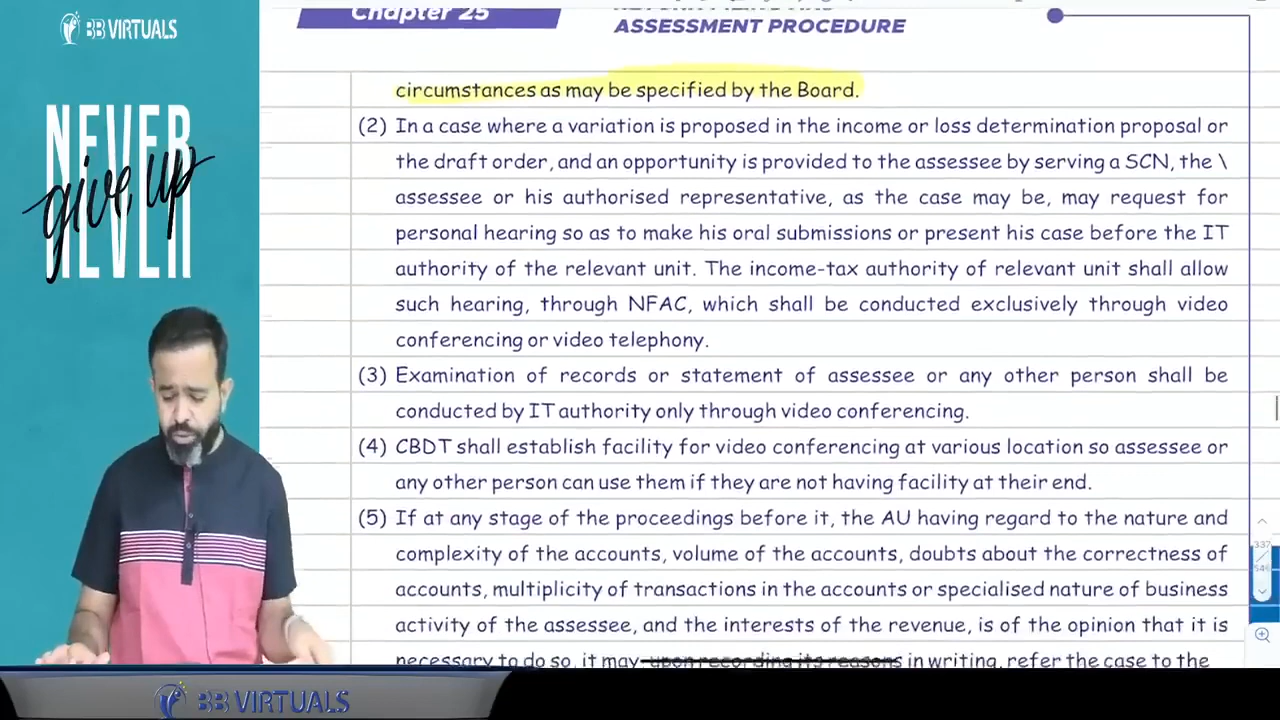 BB VIRTUALS
NEVER
give up
NEVER
Chapter 25
ASSESSMENT PROCEDURE
circumstances as may be specified by the Board.
(2) In a case where a variation is proposed in the income or loss determination proposal or
the draft order, and an opportunity is provided to the assessee by serving a SCN, the \
assessee or his authorised representative, as the case may be, may request for
personal hearing so as to make his oral submissions or present his case before the IT
authority of the relevant unit. The income-tax authority of relevant unit shall allow
such hearing, through NFAC, which shall be conducted exclusively through video
conferencing or video telephony.
(3) Examination of records or statement of assessee or any other person shall be
conducted by IT authority only through video conferencing.
(4) CBDT shall establish facility for video conferencing at various location so assessee or
any other person can use them if they are not having facility at their end.
(5) If at any stage of the proceedings before it, the AU having regard to the nature and
complexity of the accounts, volume of the accounts, doubts about the correctness of
accounts, multiplicity of transactions in the accounts or specialised nature of business
activity of the assessee, and the interests of the revenue, is of the opinion that it is
necessary to do so, it may upon recording its reasons in writing, refer the case to the
337
546
BB VIRTUALS